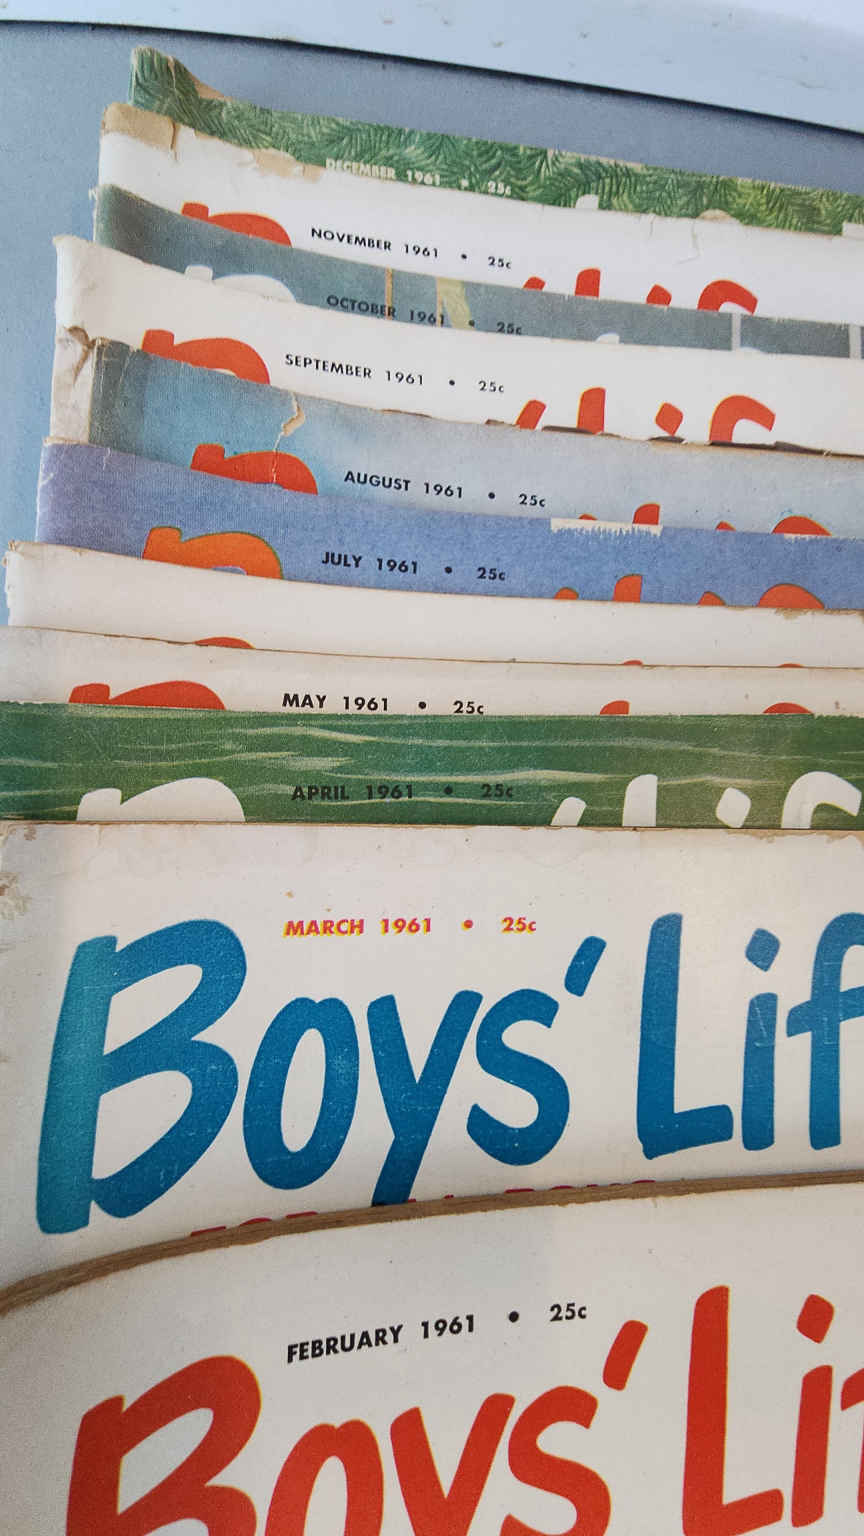 DECEMBER 1961 • 25c
NOVEMBER 1961 • 25c
OCTOBER 1961 • 25c
SEPTEMBER 1961 • 25c
AUGUST 1961 • 25c
JULY 1961 • 25c
MAY 1961 • 25c
APRIL 1961 • 25c
MARCH 1961 • 25c
Boys' Lif
FEBRUARY 1961 • 25c
Boys' Li